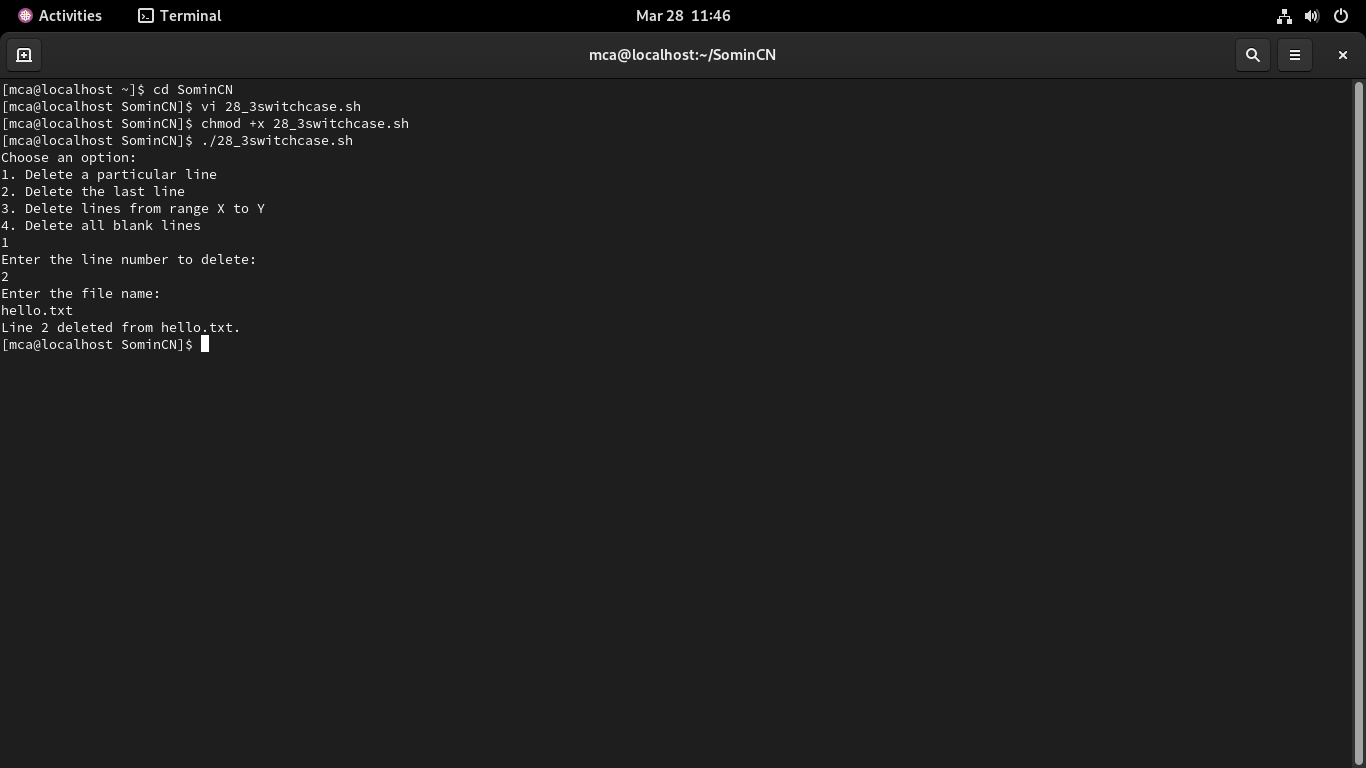 Activities Terminal Mar 28 11:46
mca@localhost:~/SominCN
[mca@localhost ~]$ cd SominCN
[mca@localhost SominCN]$ vi 28_3switchcase.sh
[mca@localhost SominCN]$ chmod +x 28_3switchcase.sh
[mca@localhost SominCN]$ ./28_3switchcase.sh
Choose an option:
1. Delete a particular line
2. Delete the last line
3. Delete lines from range X to Y
4. Delete all blank lines
1
Enter the line number to delete:
2
Enter the file name:
hello.txt
Line 2 deleted from hello.txt.
[mca@localhost SominCN]$